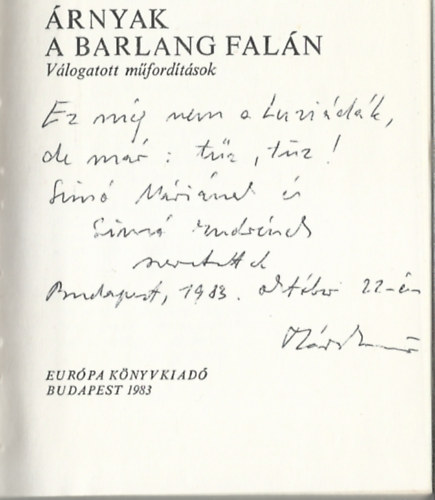 ÁRNYAK
A BARLANG FALÁN
Válogatott műfordítások
Ez még nem a Luziádák,
de már: tűz, tűz!
Simó Máriának és
Simó Endrének
szeretettel
Budapest, 1983. október 22-én
EURÓPA KÖNYVKIADÓ
BUDAPEST 1983